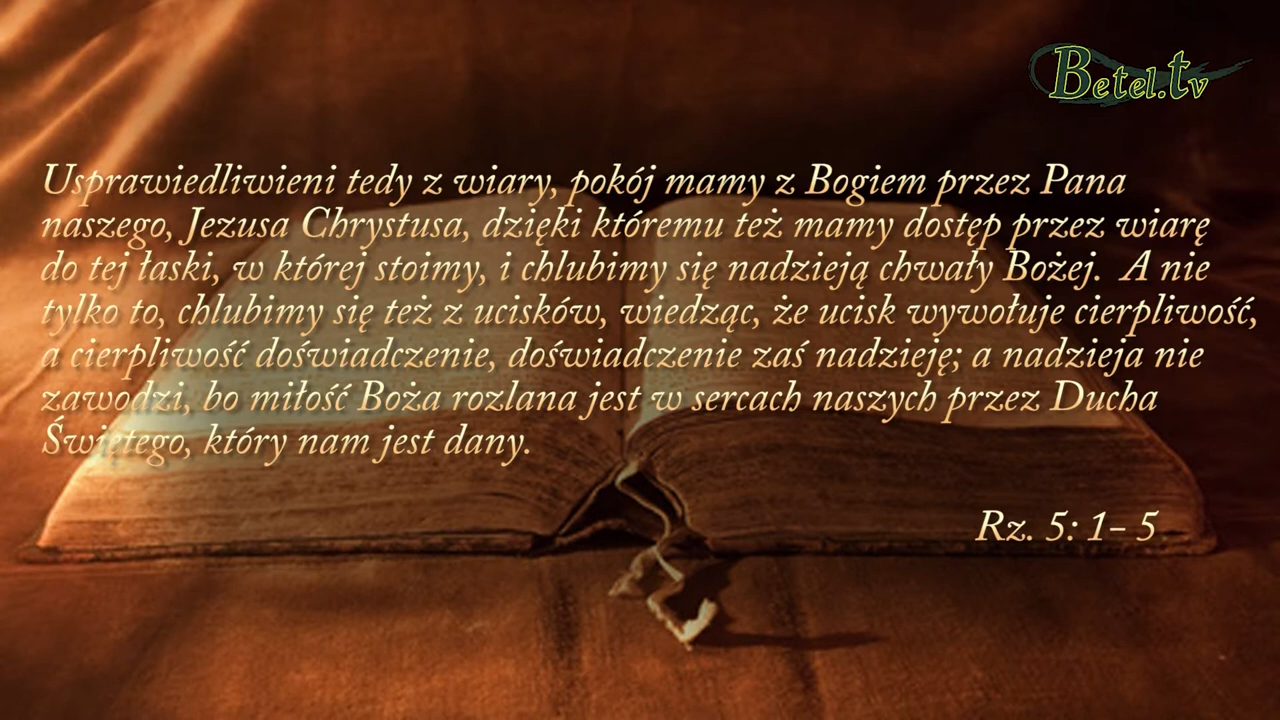 Betel.tv
Usprawiedliwieni tedy z wiary, pokój mamy z Bogiem przez Pana
naszego, Jezusa Chrystusa, dzięki któremu też mamy dostęp przez wiarę
do tej łaski, w której stoimy, i chlubimy się nadzieją chwały Bożej. A nie
tylko to, chlubimy się też z ucisków, wiedząc, że ucisk wywołuje cierpliwość,
a cierpliwość doświadczenie, doświadczenie zaś nadzieję; a nadzieja nie
zawodzi, bo miłość Boża rozlana jest w sercach naszych przez Ducha
Świętego, który nam jest dany.
Rz. 5: 1- 5